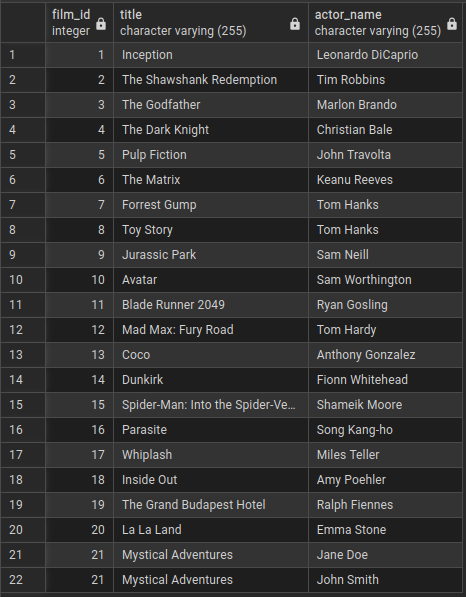 film_id title actor_name
integer character varying (255) character varying (255)
1 1 Inception Leonardo DiCaprio
2 2 The Shawshank Redemption Tim Robbins
3 3 The Godfather Marlon Brando
4 4 The Dark Knight Christian Bale
5 5 Pulp Fiction John Travolta
6 6 The Matrix Keanu Reeves
7 7 Forrest Gump Tom Hanks
8 8 Toy Story Tom Hanks
9 9 Jurassic Park Sam Neill
10 10 Avatar Sam Worthington
11 11 Blade Runner 2049 Ryan Gosling
12 12 Mad Max: Fury Road Tom Hardy
13 13 Coco Anthony Gonzalez
14 14 Dunkirk Fionn Whitehead
15 15 Spider-Man: Into the Spider-Ve... Shameik Moore
16 16 Parasite Song Kang-ho
17 17 Whiplash Miles Teller
18 18 Inside Out Amy Poehler
19 19 The Grand Budapest Hotel Ralph Fiennes
20 20 La La Land Emma Stone
21 21 Mystical Adventures Jane Doe
22 21 Mystical Adventures John Smith